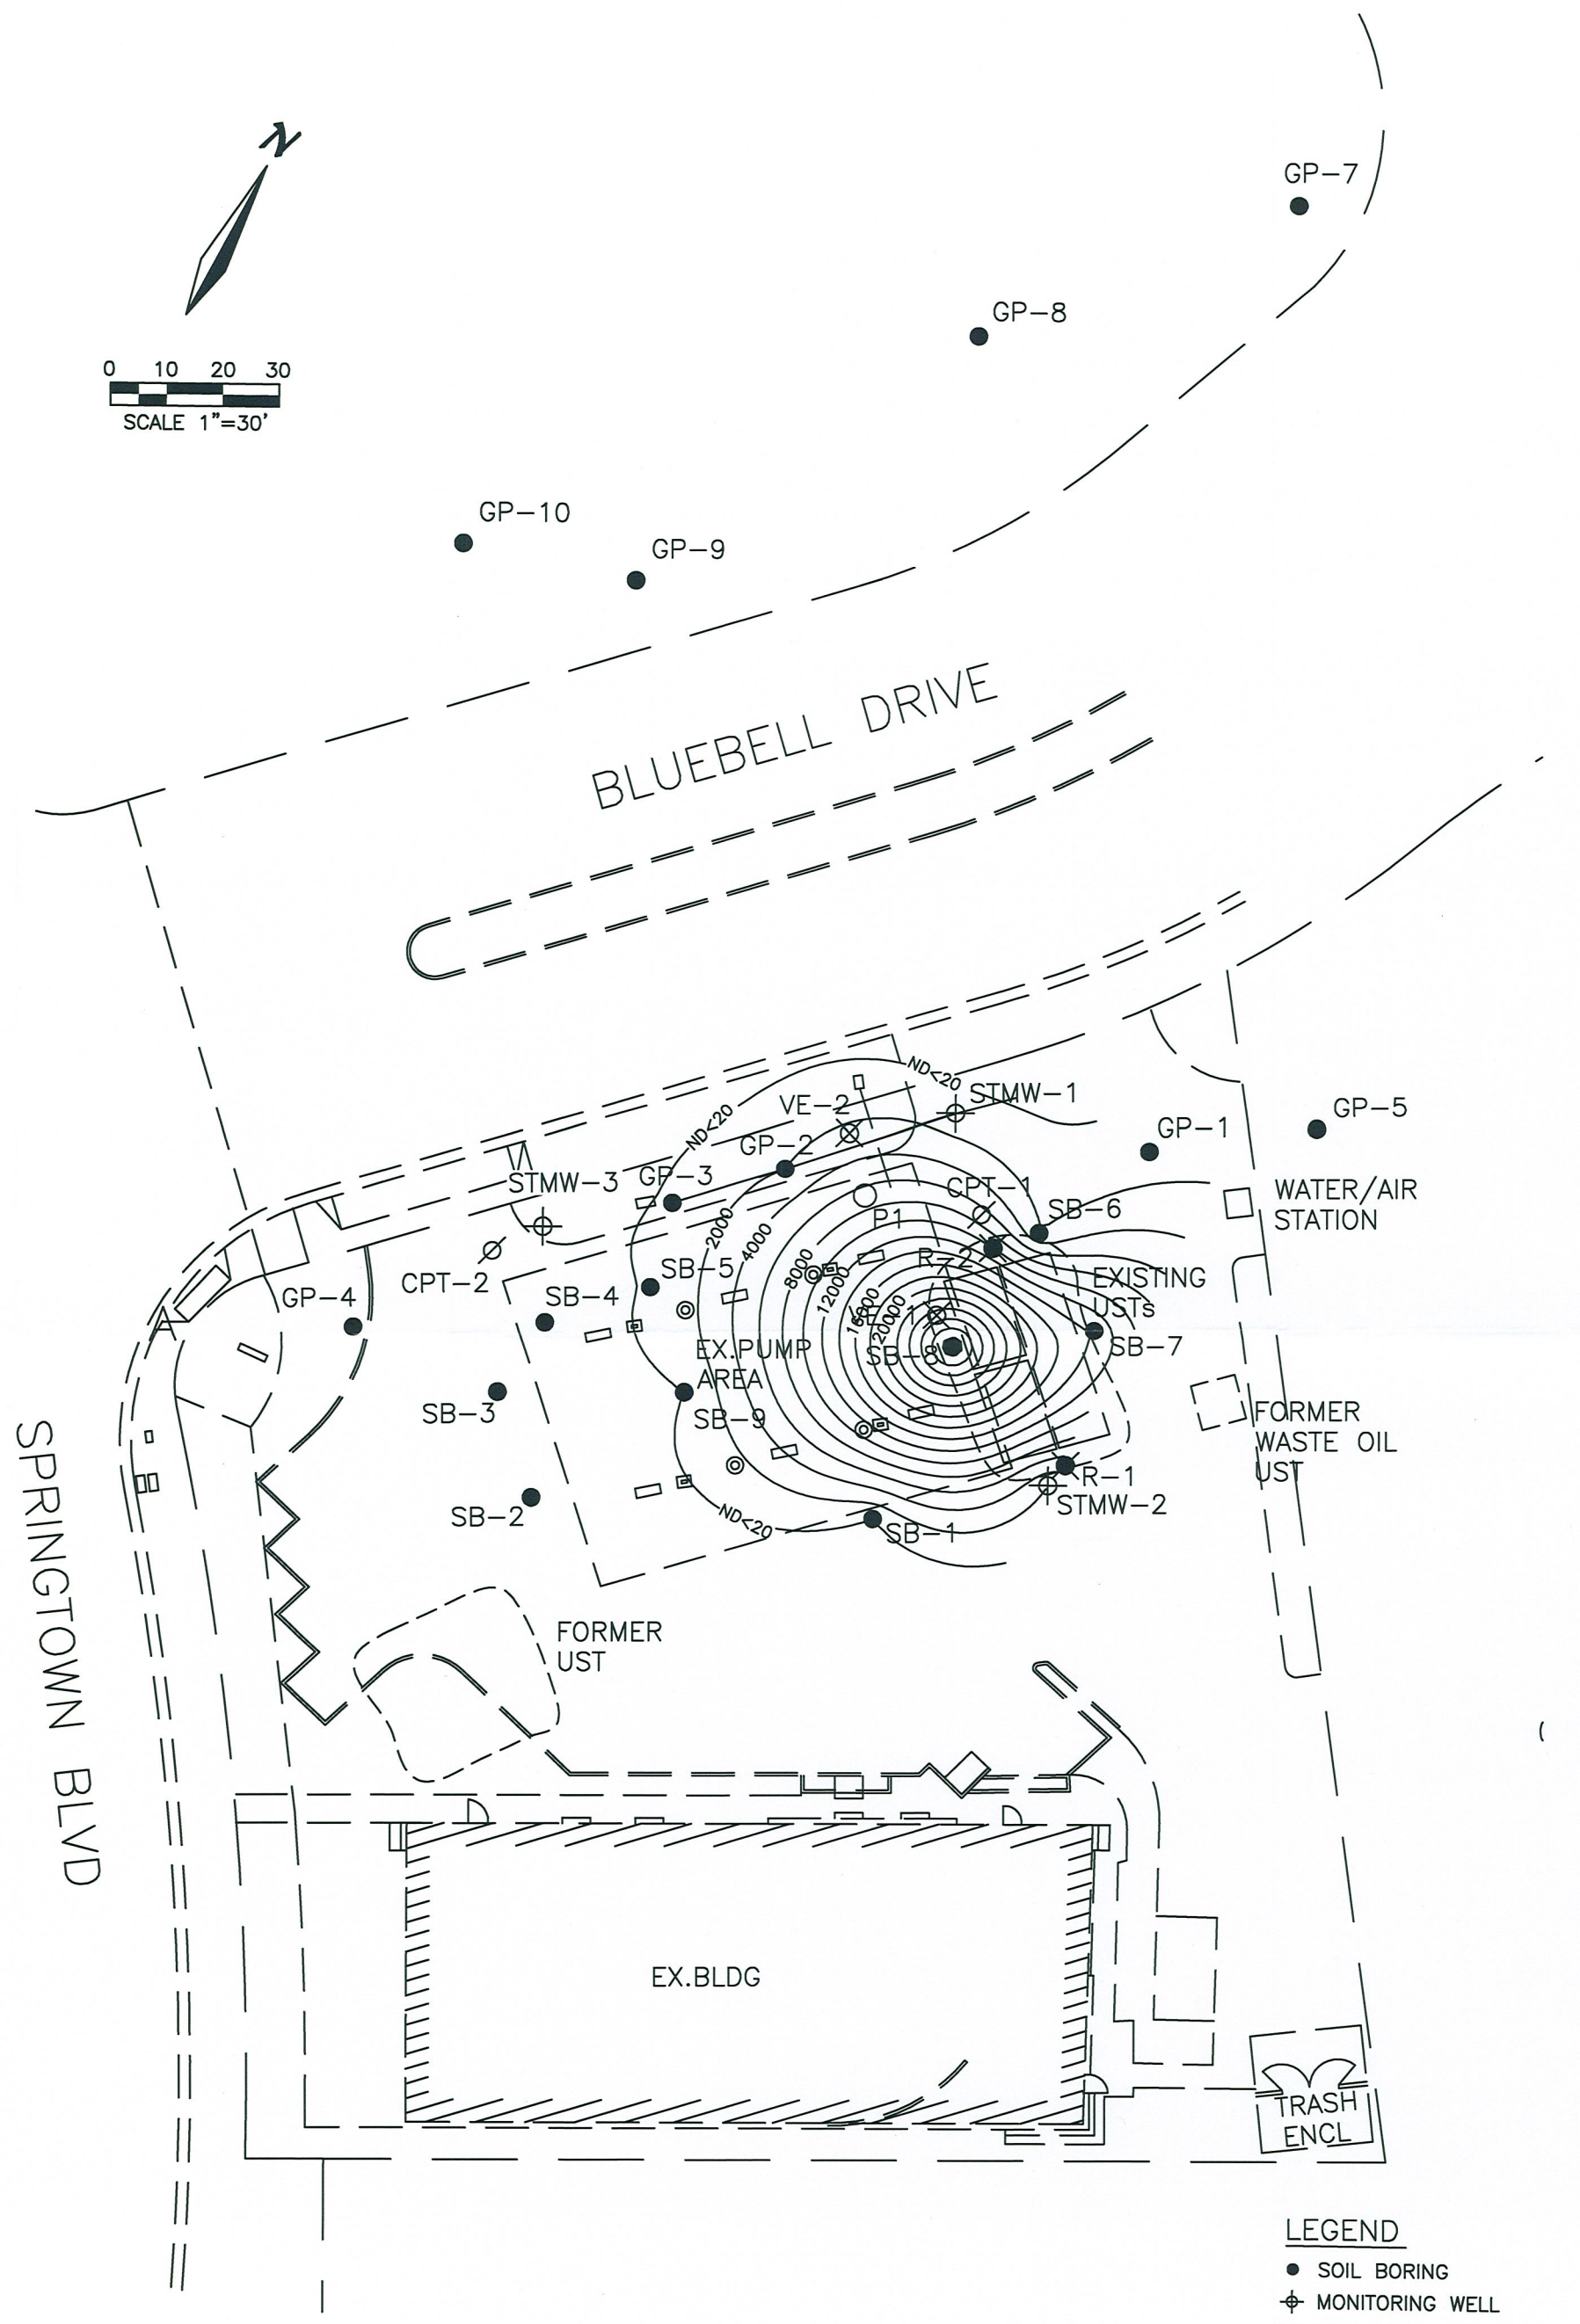 N
GP-7
GP-8
0 10 20 30
SCALE 1"=30'
GP-10
GP-9
BLUEBELL DRIVE
ND<20
STMW-1
VE-2
GP-5
ND<20
GP-1
GP-2
STMW-3
GP-3
CPT-1
WATER/AIR
STATION
SB-6
P1
2000
4000
CPT-2
SB-5
8000
R-2
EXISTING
USTs
GP-4
SB-4
12000
16000
20000
SB-7
EX.PUMP
AREA
SB-8
SB-3
SB-9
FORMER
WASTE OIL
UST
R-1
STMW-2
SB-2
ND<20
SB-1
SPRINGTOWN BLVD
FORMER
UST
EX.BLDG
TRASH
ENCL
LEGEND
SOIL BORING
MONITORING WELL